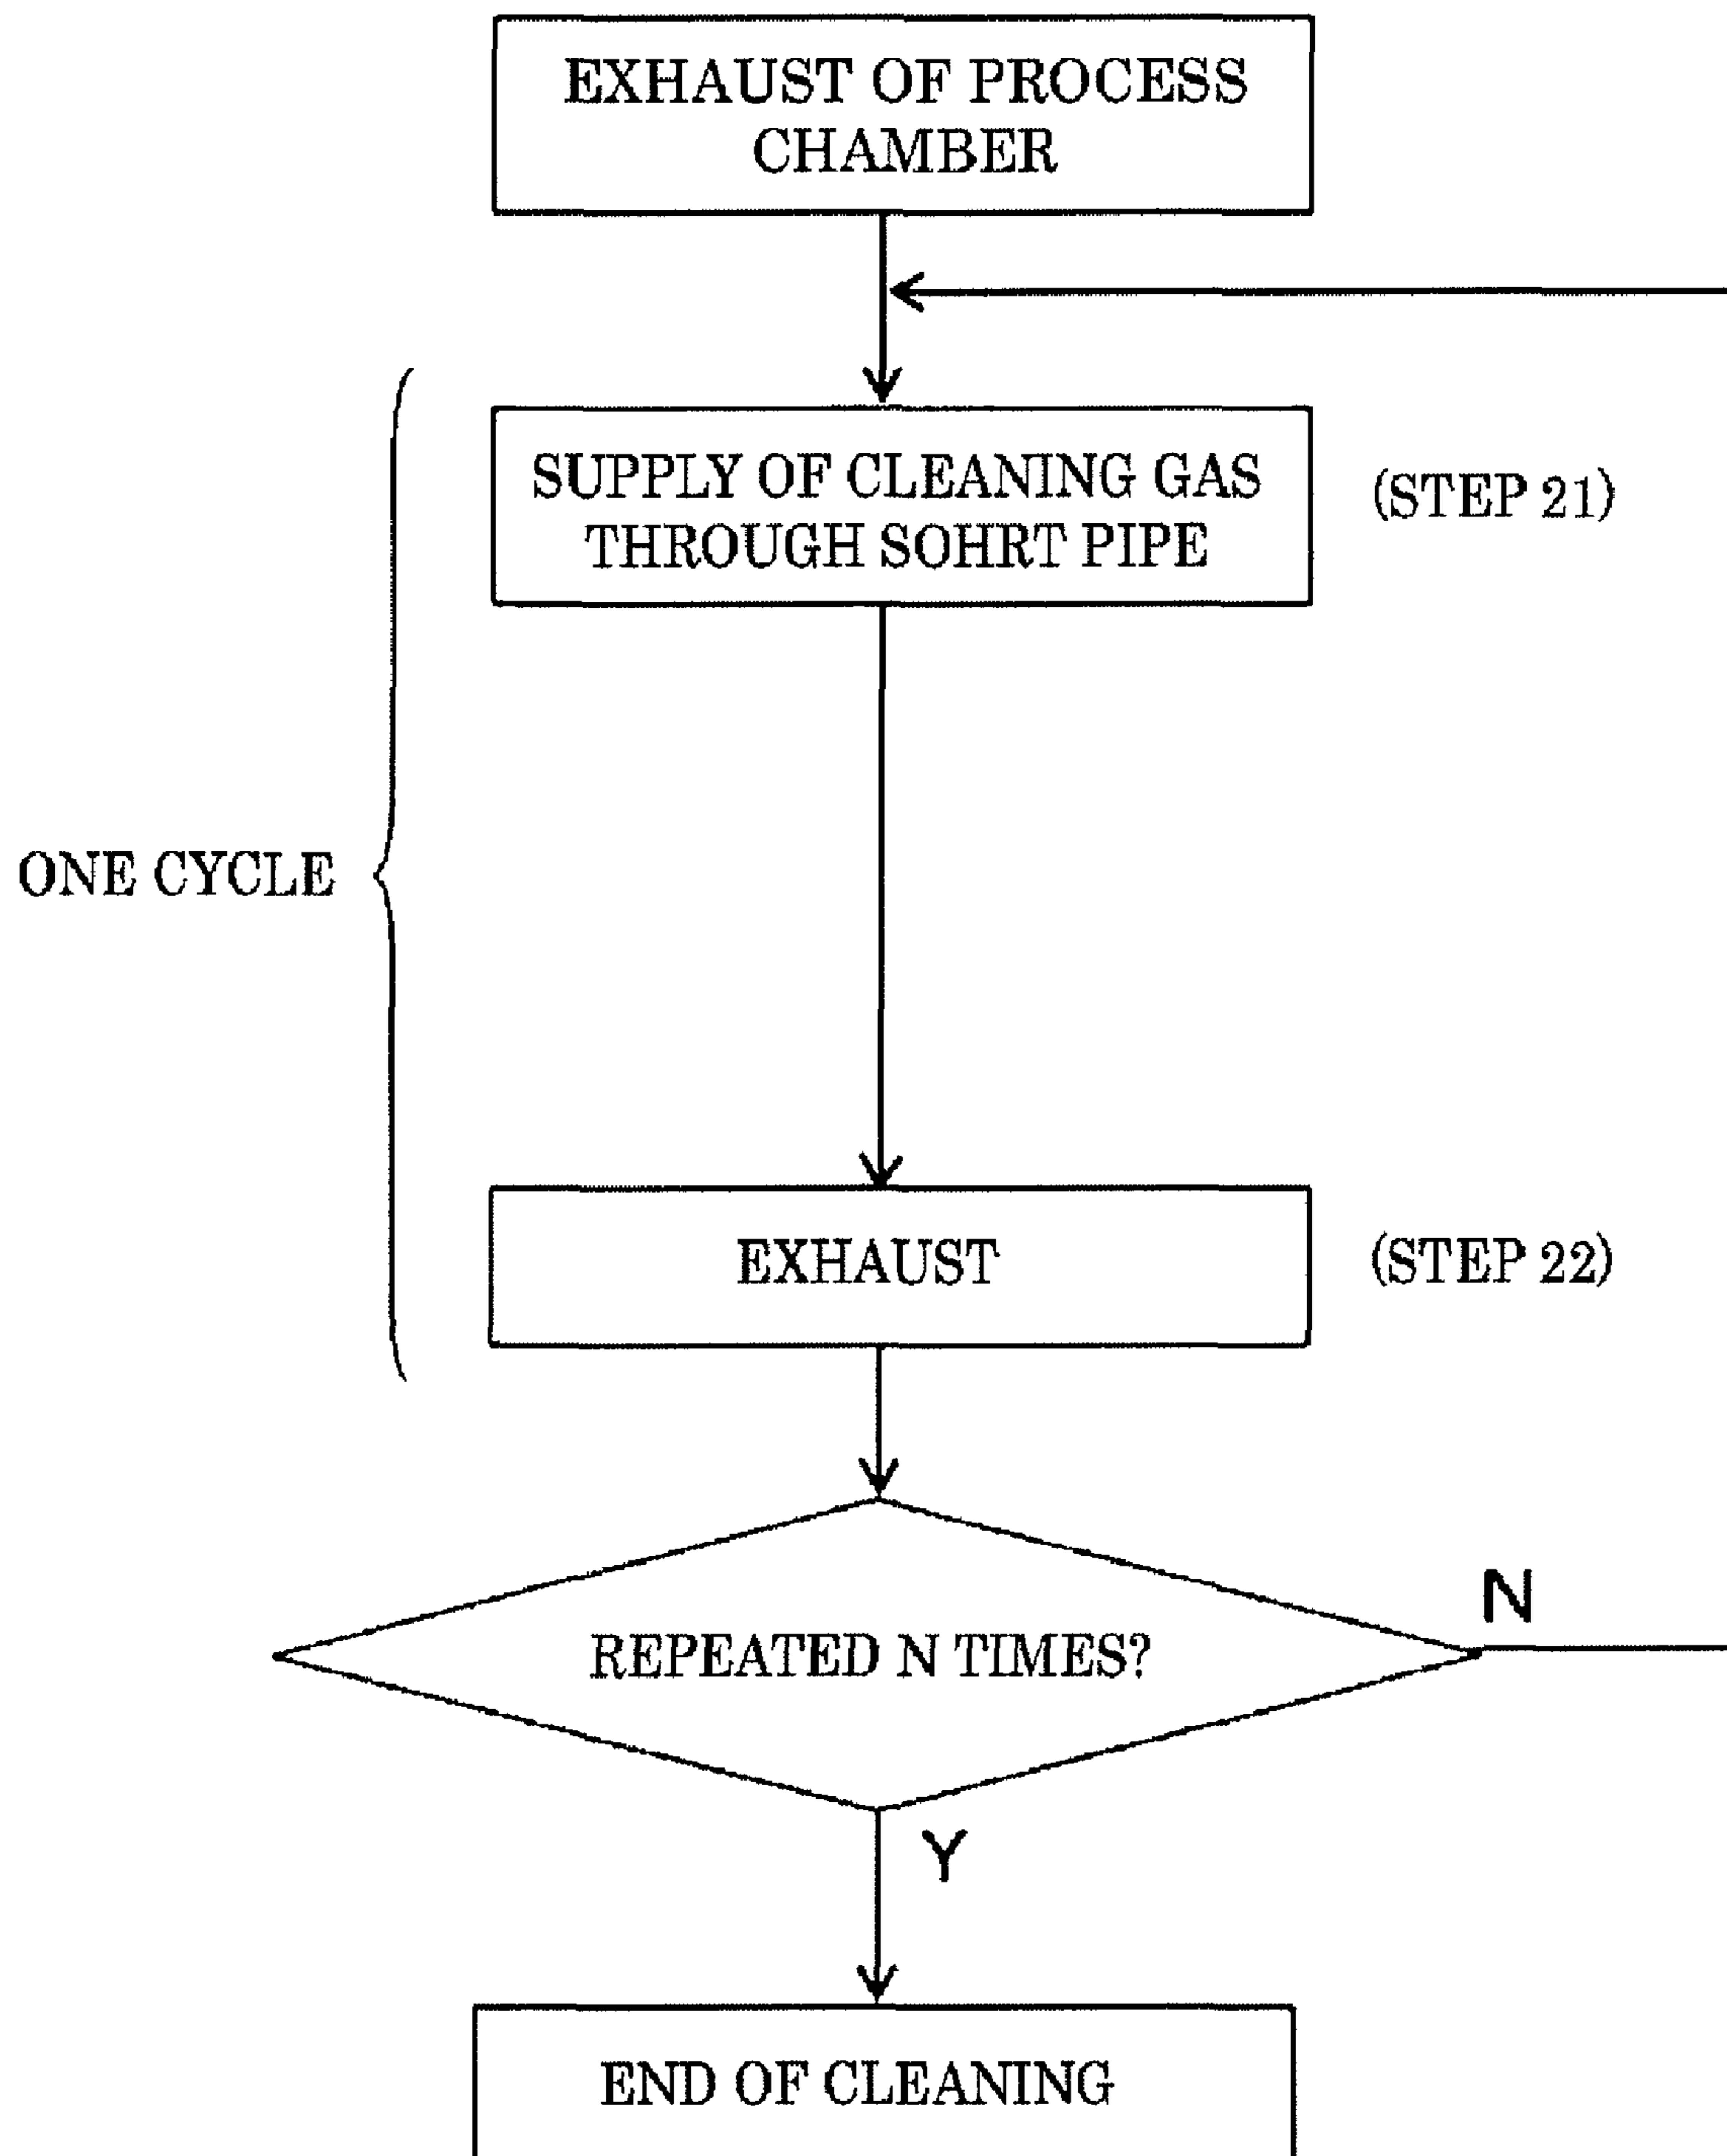 EXHAUST OF PROCESS
CHAMBER
SUPPLY OF CLEANING GAS
THROUGH SOHRT PIPE
(STEP 21)
ONE CYCLE
EXHAUST
(STEP 22)
REPEATED N TIMES?
N
Y
END OF CLEANING